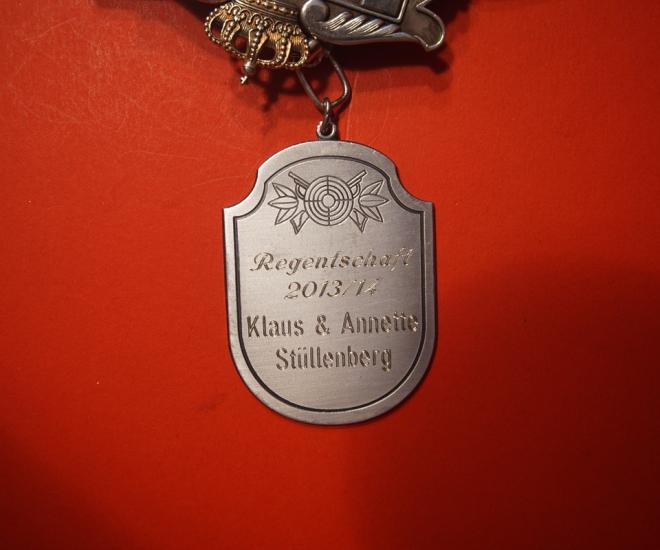 Regentschaft
2013/14
Klaus & Annette
Stüllenberg